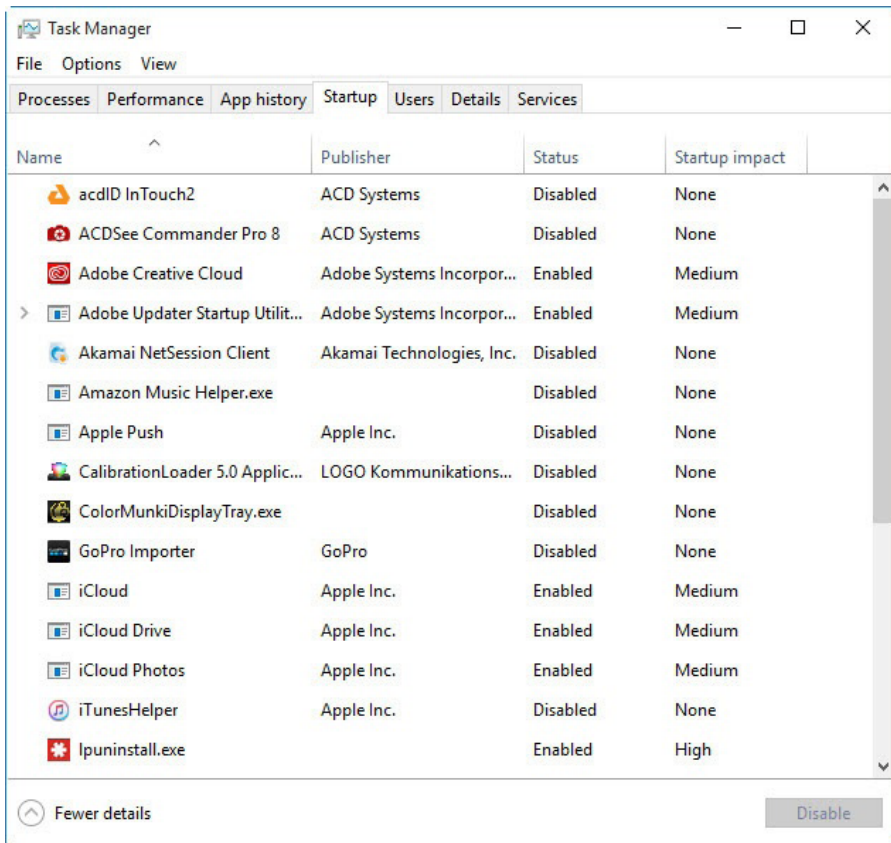 Task Manager
File Options View
Processes Performance App history Startup Users Details Services
Name Publisher Status Startup impact
acdID InTouch2 ACD Systems Disabled None
ACDSee Commander Pro 8 ACD Systems Disabled None
Adobe Creative Cloud Adobe Systems Incorpor... Enabled Medium
Adobe Updater Startup Utilit... Adobe Systems Incorpor... Enabled Medium
Akamai NetSession Client Akamai Technologies, Inc. Disabled None
Amazon Music Helper.exe Disabled None
Apple Push Apple Inc. Disabled None
CalibrationLoader 5.0 Applic... LOGO Kommunikations... Disabled None
ColorMunkiDisplayTray.exe Disabled None
GoPro Importer GoPro Disabled None
iCloud Apple Inc. Enabled Medium
iCloud Drive Apple Inc. Enabled Medium
iCloud Photos Apple Inc. Enabled Medium
iTunesHelper Apple Inc. Disabled None
lpuninstall.exe Enabled High
Fewer details Disable